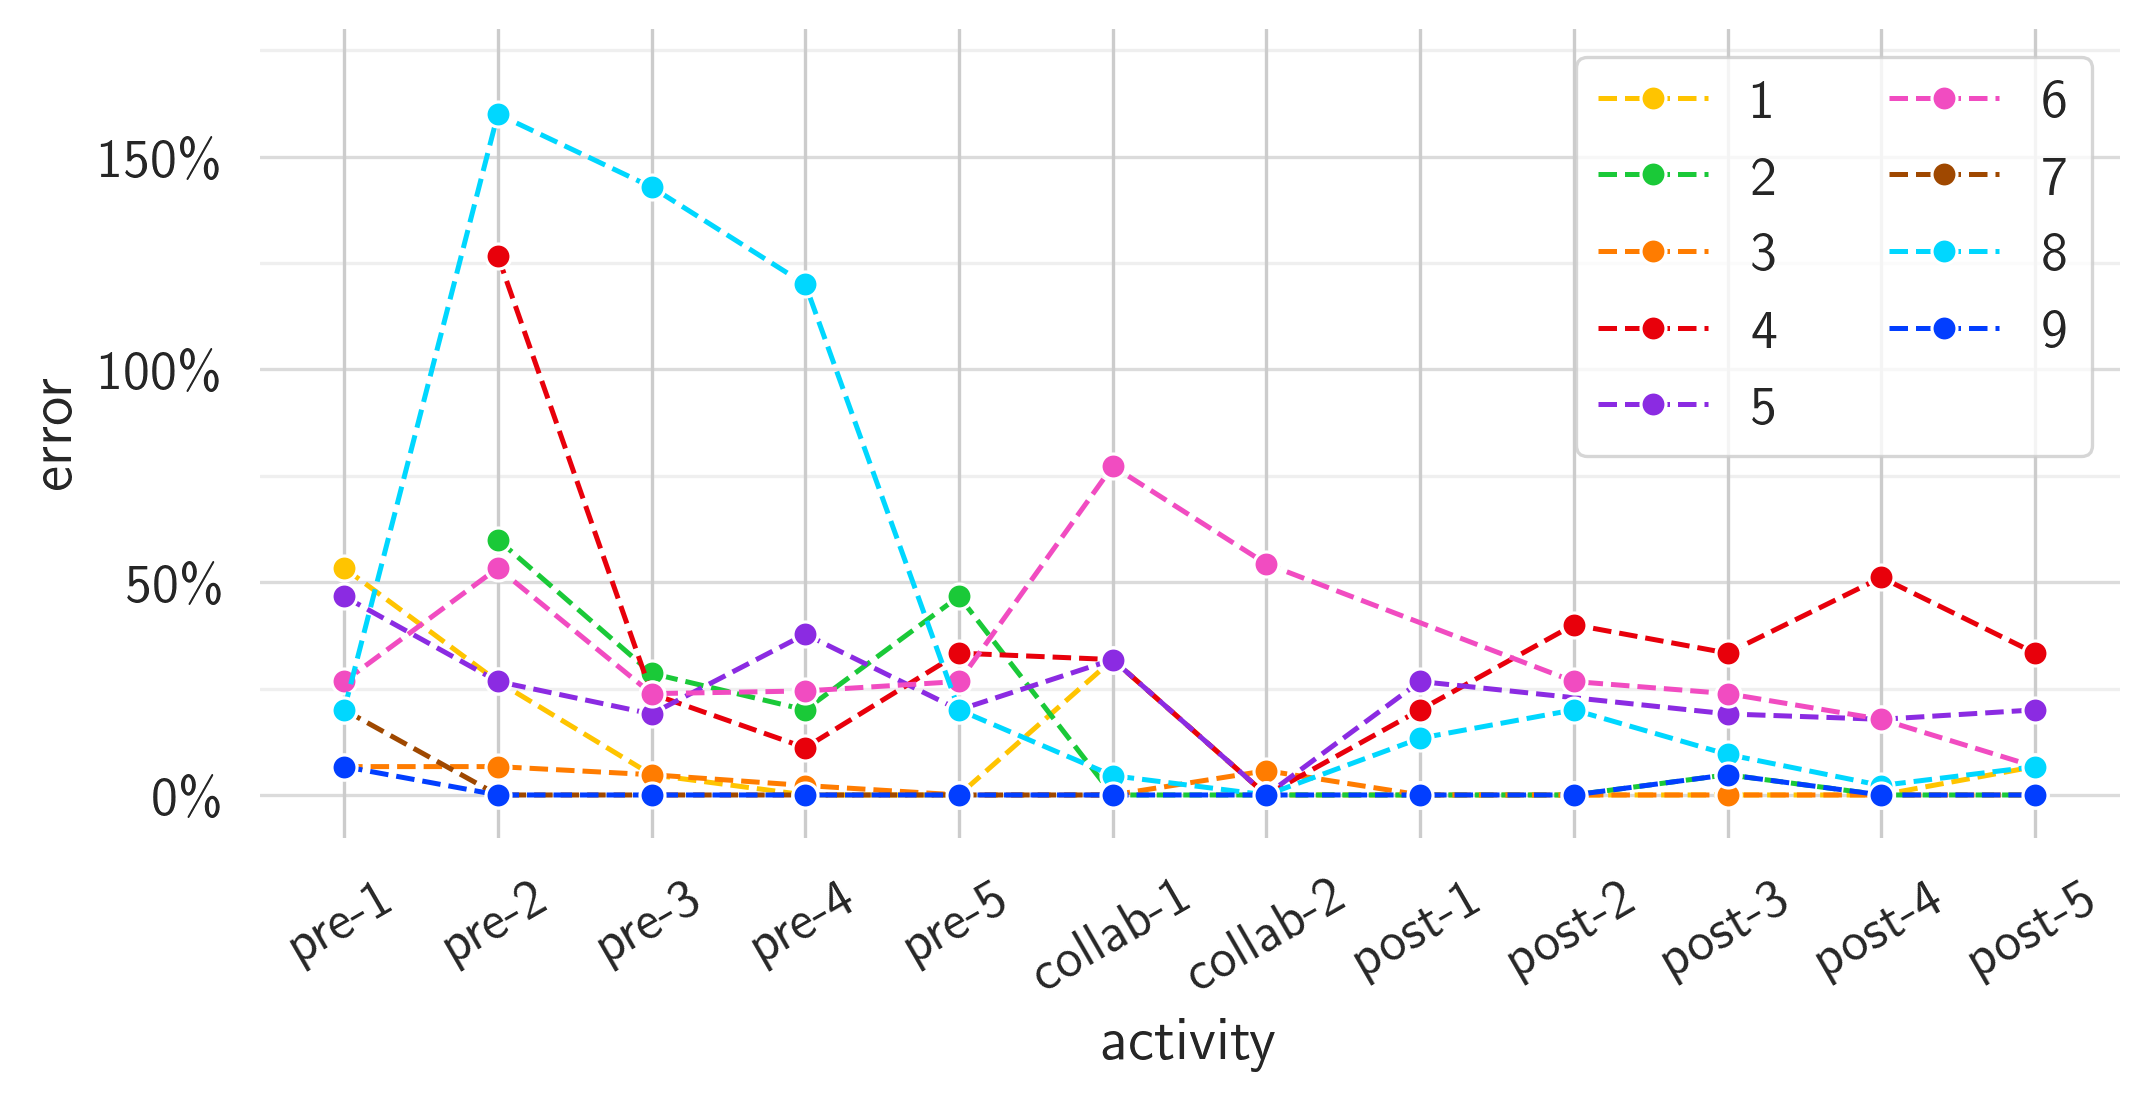 error
150%
100%
50%
0%
1
2
3
4
5
6
7
8
9
pre-1
pre-2
pre-3
pre-4
pre-5
collab-1
collab-2
post-1
post-2
post-3
post-4
post-5
activity